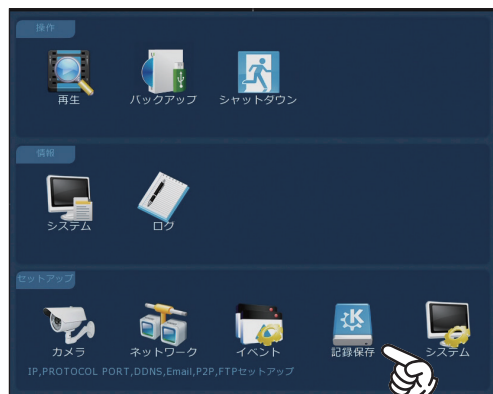 操作
再生
バックアップ
シャットダウン
情報
システム
ログ
セットアップ
カメラ
ネットワーク
イベント
記録保存
システム
IP,PROTOCOL PORT,DDNS,Email,P2P,FTPセットアップ